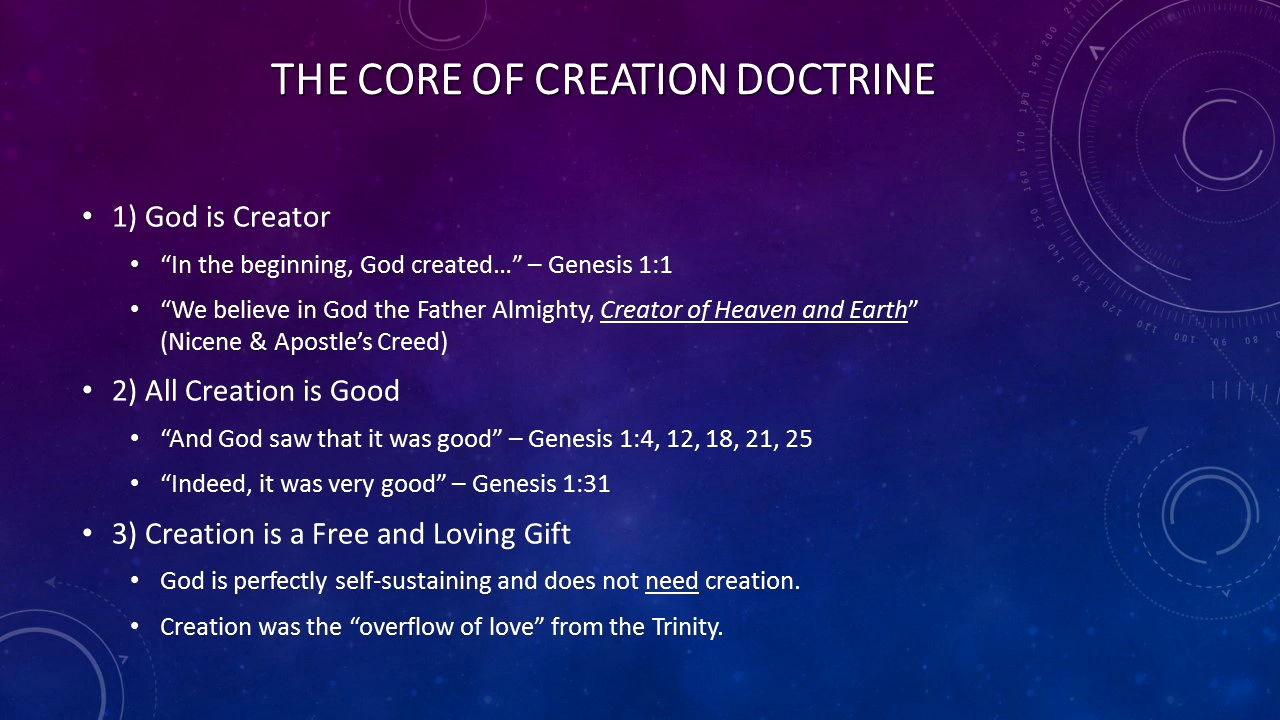 THE CORE OF CREATION DOCTRINE
• 1) God is Creator
• “In the beginning, God created…” – Genesis 1:1
• “We believe in God the Father Almighty, Creator of Heaven and Earth”
(Nicene & Apostle’s Creed)
• 2) All Creation is Good
• “And God saw that it was good” – Genesis 1:4, 12, 18, 21, 25
• “Indeed, it was very good” – Genesis 1:31
• 3) Creation is a Free and Loving Gift
• God is perfectly self-sustaining and does not need creation.
• Creation was the “overflow of love” from the Trinity.